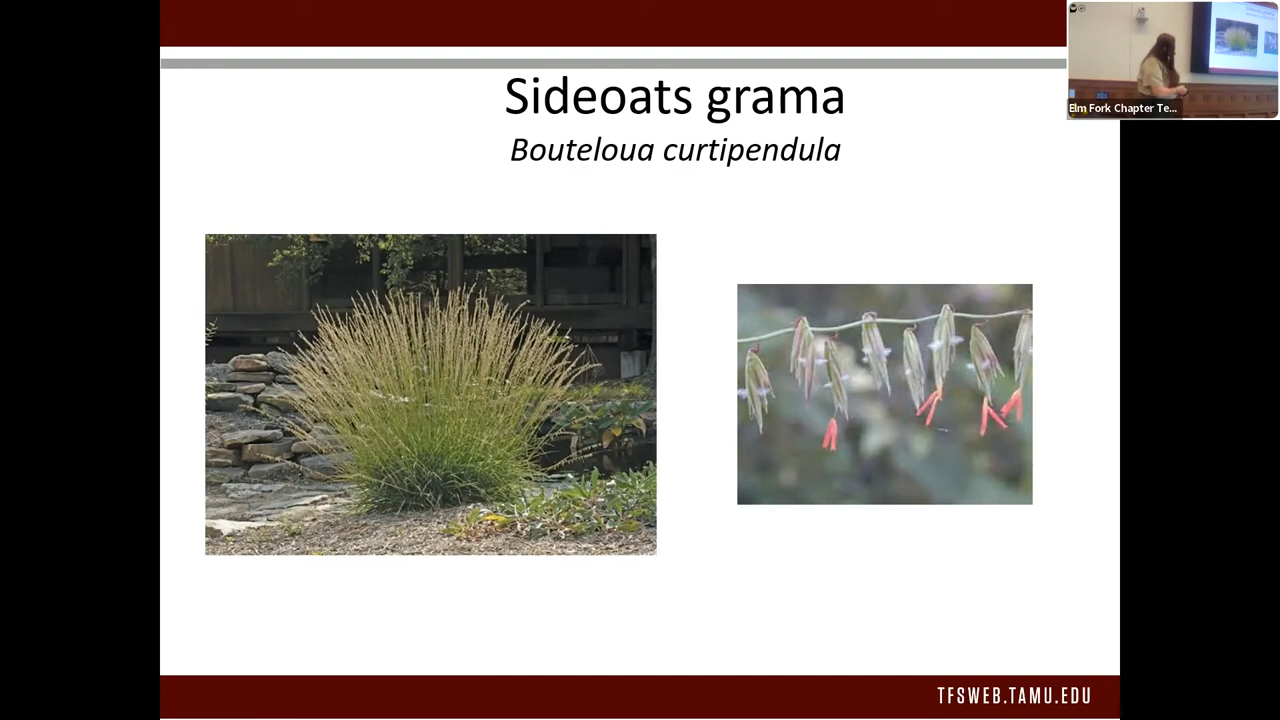 Sideoats grama
Bouteloua curtipendula
Elm Fork Chapter Te...
TFSWEB.TAMU.EDU